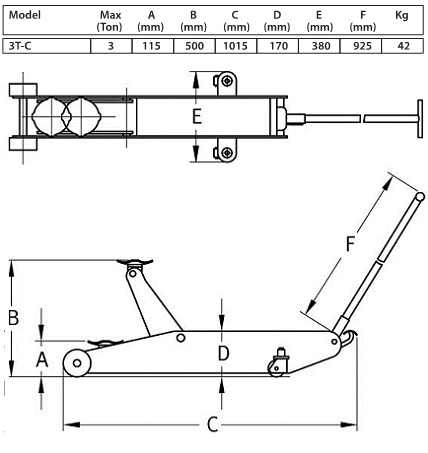 Model Max A B C D E F Kg
(Ton) (mm) (mm) (mm) (mm) (mm) (mm)
3T-C 3 115 500 1015 170 380 925 42
E
F
B
A
D
C